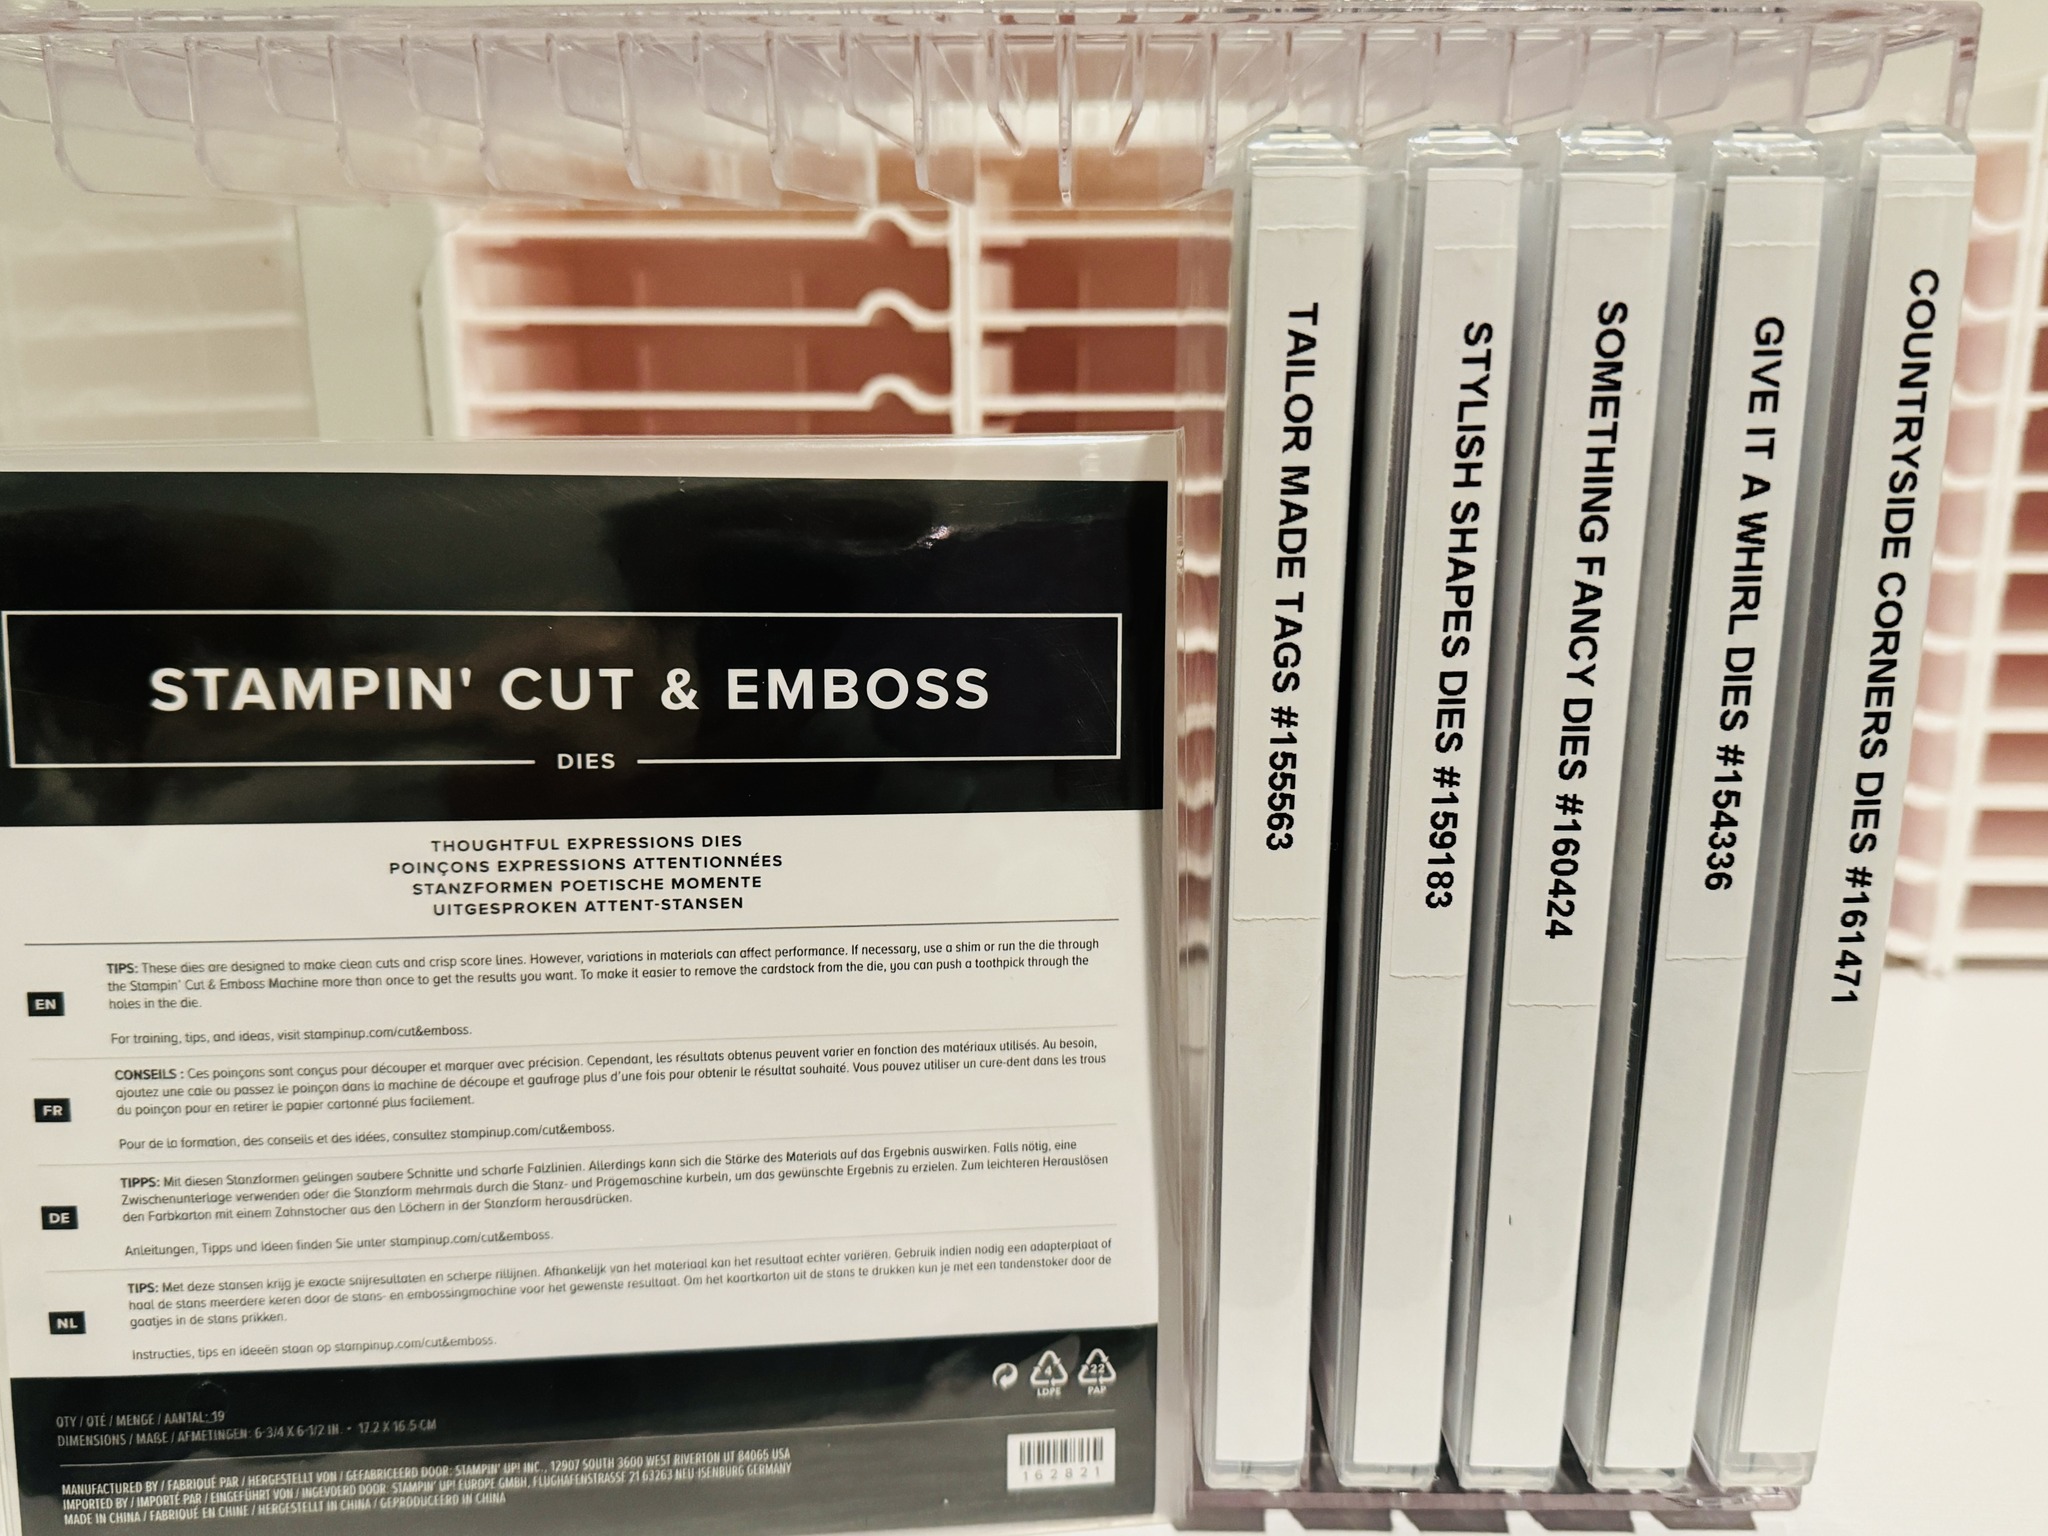 STAMPIN' CUT & EMBOSS
DIES
THOUGHTFUL EXPRESSIONS DIES
POINÇONS EXPRESSIONS ATTENTIONNÉES
STANZFORMEN POETISCHE MOMENTE
UITGESPROKEN ATTENT-STANSEN
EN
TIPS: These dies are designed to make clean cuts and crisp score lines. However, variations in materials can affect performance. If necessary, use a shim or run the die through
the Stampin' Cut & Emboss Machine more than once to get the results you want. To make it easier to remove the cardstock from the die, you can push a toothpick through the
holes in the die.
For training, tips, and ideas, visit stampinup.com/cut&emboss.
FR
CONSEILS : Ces poinçons sont conçus pour découper et marquer avec précision. Cependant, les résultats obtenus peuvent varier en fonction des matériaux utilisés. Au besoin,
ajoutez une cale ou passez le poinçon dans la machine de découpe et gaufrage plus d'une fois pour obtenir le résultat souhaité. Vous pouvez utiliser un cure-dent dans les trous
du poinçon pour en retirer le papier cartonné plus facilement.
Pour de la formation, des conseils et des idées, consultez stampinup.com/cut&emboss.
DE
TIPPS: Mit diesen Stanzformen gelingen saubere Schnitte und scharfe Falzlinien. Allerdings kann sich die Stärke des Materials auf das Ergebnis auswirken. Falls nötig, eine
Zwischenunterlage verwenden oder die Stanzform mehrmals durch die Stanz- und Prägemaschine kurbeln, um das gewünschte Ergebnis zu erzielen. Zum leichteren Herauslösen
den Farbkarton mit einem Zahnstocher aus den Löchern in der Stanzform herausdrücken.
Anleitungen, Tipps und Ideen finden Sie unter stampinup.com/cut&emboss.
NL
TIPS: Met deze stansen krijg je exacte snijresultaten en scherpe rillijnen. Afhankelijk van het materiaal kan het resultaat echter variëren. Gebruik indien nodig een adapterplaat of
haal de stans meerdere keren door de stans- en embossingmachine voor het gewenste resultaat. Om het kaartkarton uit de stans te drukken kun je met een tandenstoker door de
gaatjes in de stans prikken.
Instructies, tips en ideeën staan op stampinup.com/cut&emboss.
4
LDPE
22
PAP
QTY / QTÉ / MENGE / AANTAL: 19
DIMENSIONS / MAßE / AFMETINGEN: 6-3/4 X 6-1/2 IN. • 17.2 X 16.5 CM
MANUFACTURED BY / FABRIQUÉ PAR / HERGESTELLT VON / GEFABRICEERD DOOR: STAMPIN' UP! INC., 12907 SOUTH 3600 WEST RIVERTON UT 84065 USA
IMPORTED BY / IMPORTÉ PAR / EINGEFÜHRT VON / INGEVOERD DOOR: STAMPIN' UP! EUROPE GMBH, FLUGHAFENSTRASSE 21 63263 NEU-ISENBURG GERMANY
MADE IN CHINA / FABRIQUÉ EN CHINE / HERGESTELLT IN CHINA / GEPRODUCEERD IN CHINA
162821
TAILOR MADE TAGS #155563
STYLISH SHAPES DIES #159183
SOMETHING FANCY DIES #160424
GIVE IT A WHIRL DIES #154336
COUNTRYSIDE CORNERS DIES #161471